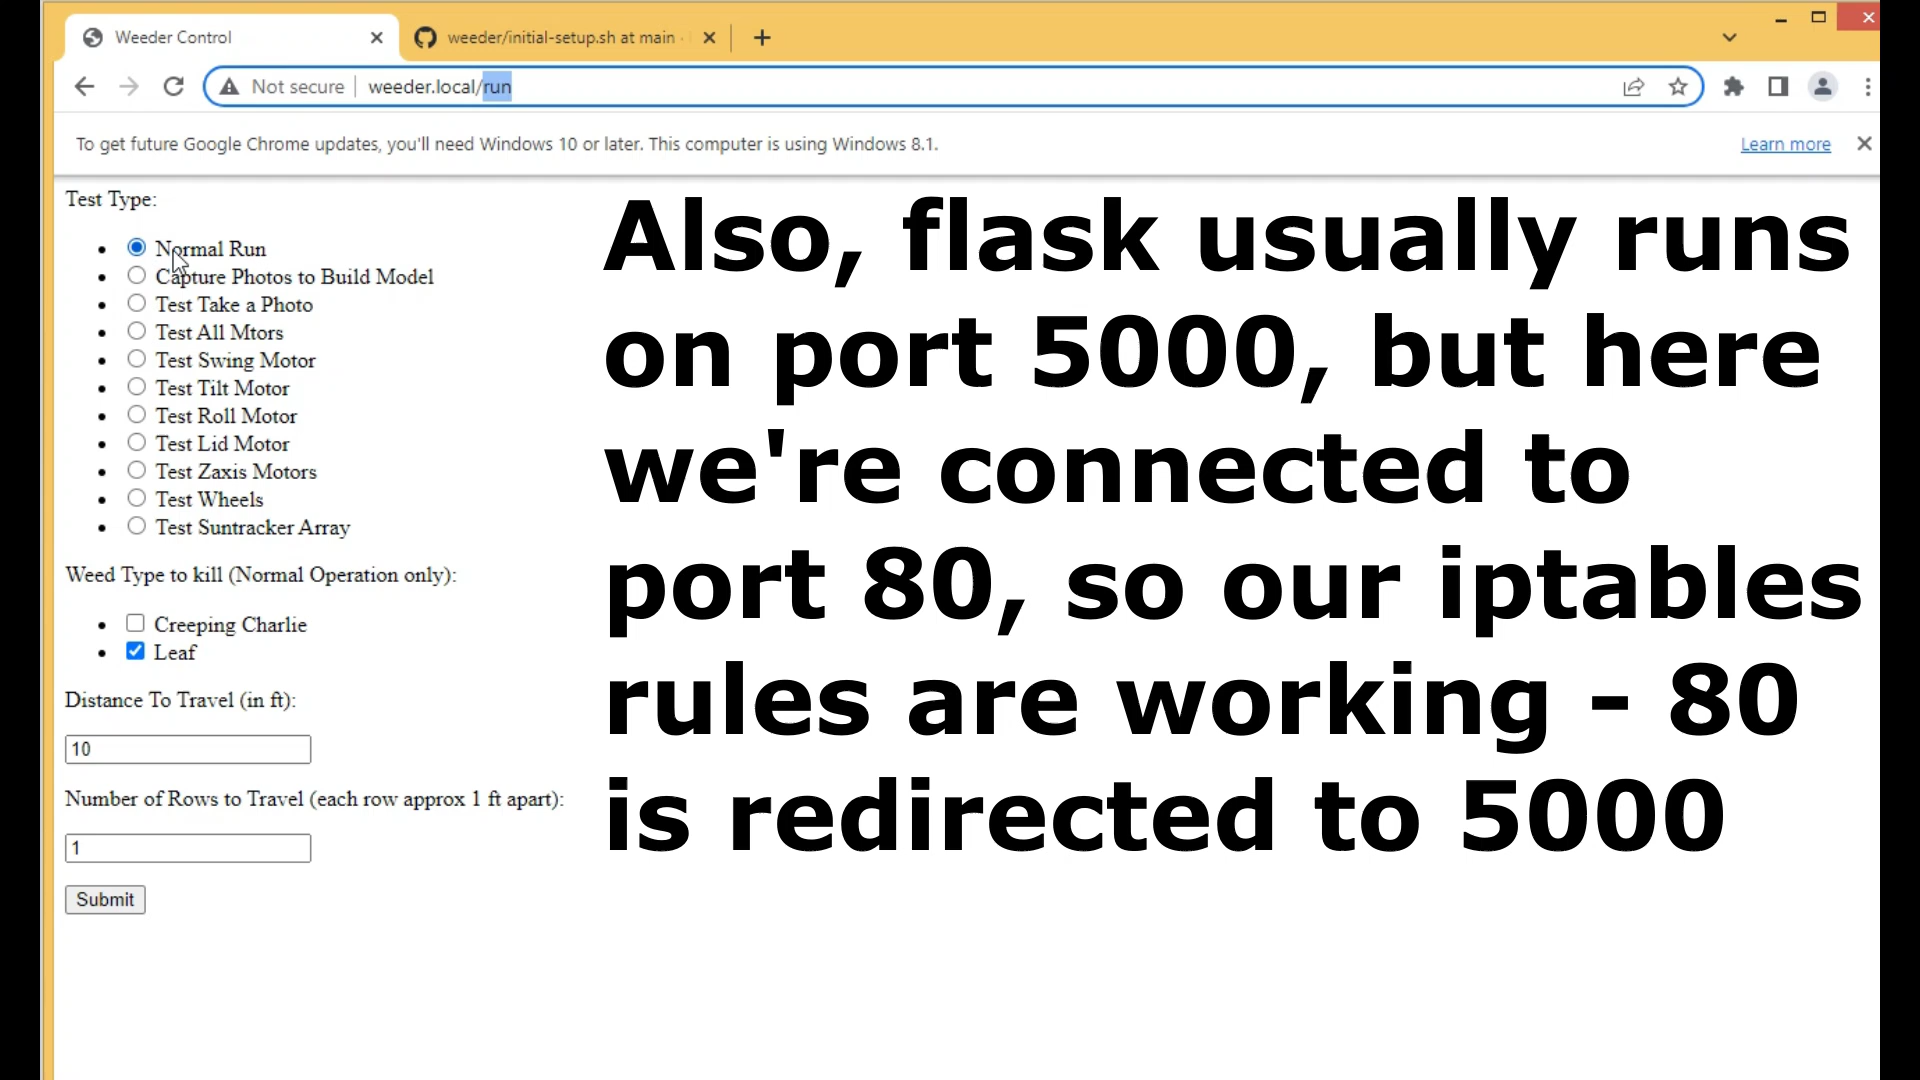 Weeder Control
weeder/initial-setup.sh at main ·
Not secure
weeder.local/run
To get future Google Chrome updates, you'll need Windows 10 or later. This computer is using Windows 8.1.
Learn more
Test Type:
Normal Run
Capture Photos to Build Model
Test Take a Photo
Test All Mtors
Test Swing Motor
Test Tilt Motor
Test Roll Motor
Test Lid Motor
Test Zaxis Motors
Test Wheels
Test Suntracker Array
Weed Type to kill (Normal Operation only):
Creeping Charlie
Leaf
Distance To Travel (in ft):
10
Number of Rows to Travel (each row approx 1 ft apart):
1
Submit
Also, flask usually runs
on port 5000, but here
we're connected to
port 80, so our iptables
rules are working - 80
is redirected to 5000